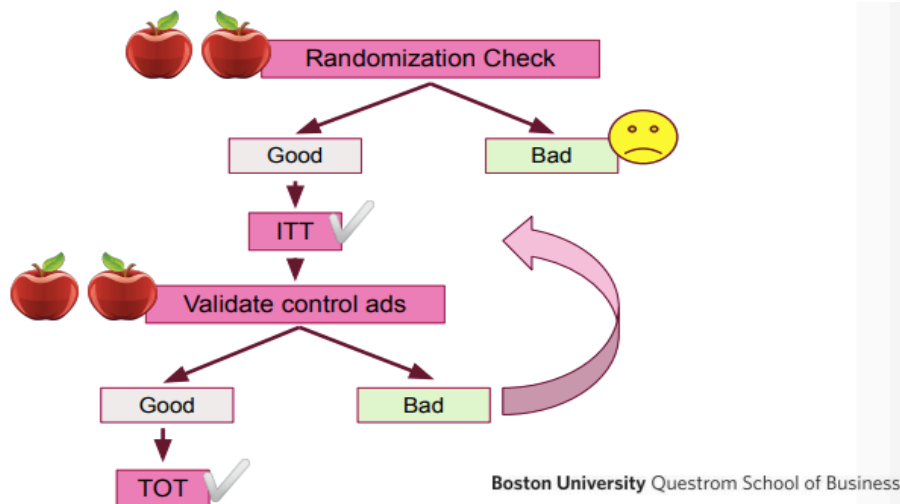 Randomization Check
Good
Bad
ITT
Validate control ads
Good
Bad
TOT
Boston University Questrom School of Business